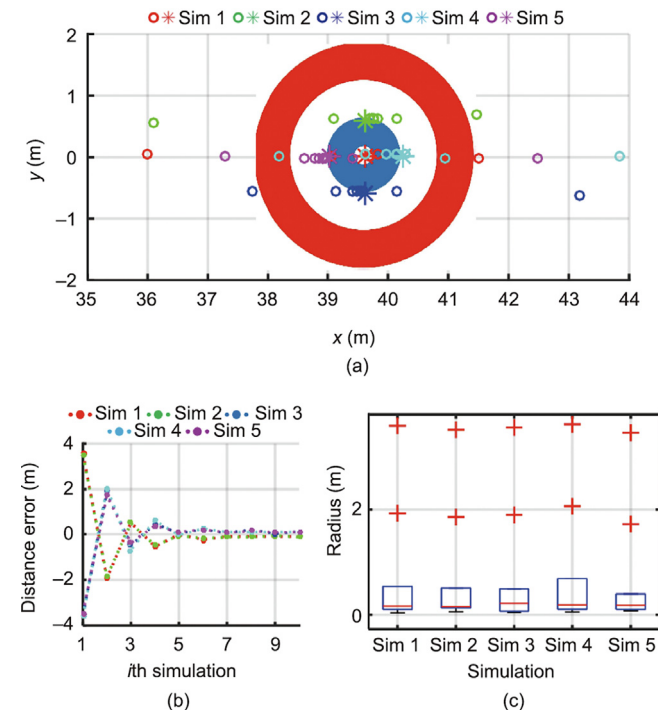 Sim 1 Sim 2 Sim 3 Sim 4 Sim 5
2
1
0
–1
–2
y (m)
35 36 37 38 39 40 41 42 43 44
x (m)
(a)
Sim 1 Sim 2 Sim 3
Sim 4 Sim 5
4
2
0
–2
–4
Distance error (m)
1 3 5 7 9
ith simulation
(b)
Radius (m)
2
0
Sim 1 Sim 2 Sim 3 Sim 4 Sim 5
Simulation
(c)